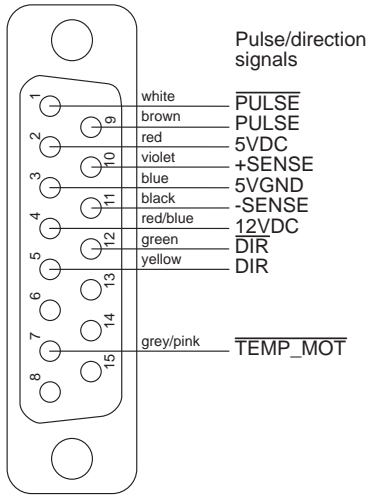 Pulse/direction
signals
1 white PULSE
9 brown PULSE
2 red 5VDC
10 violet +SENSE
3 blue 5VGND
11 black -SENSE
4 red/blue 12VDC
12 green DIR
5 yellow DIR
13
6
14
7 grey/pink TEMP_MOT
15
8